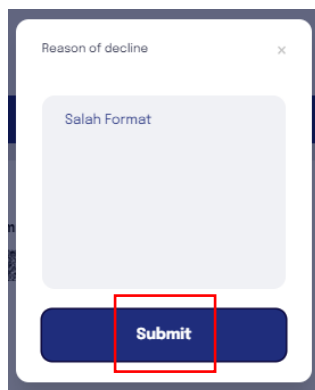 Reason of decline ×
Salah Format
Submit